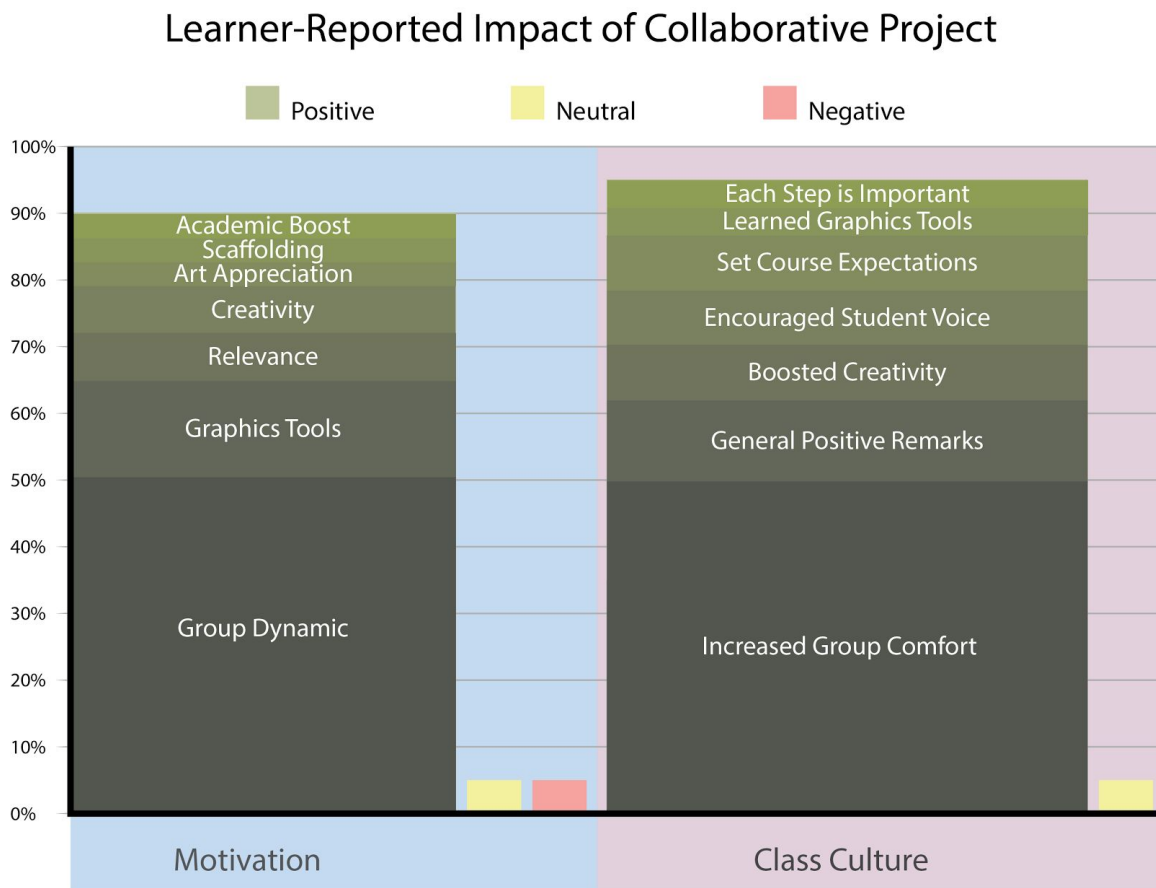 Learner-Reported Impact of Collaborative Project
Positive
Neutral
Negative
100%
90%
80%
70%
60%
50%
40%
30%
20%
10%
0%
Academic Boost
Scaffolding
Art Appreciation
Creativity
Relevance
Graphics Tools
Group Dynamic
Each Step is Important
Learned Graphics Tools
Set Course Expectations
Encouraged Student Voice
Boosted Creativity
General Positive Remarks
Increased Group Comfort
Motivation
Class Culture